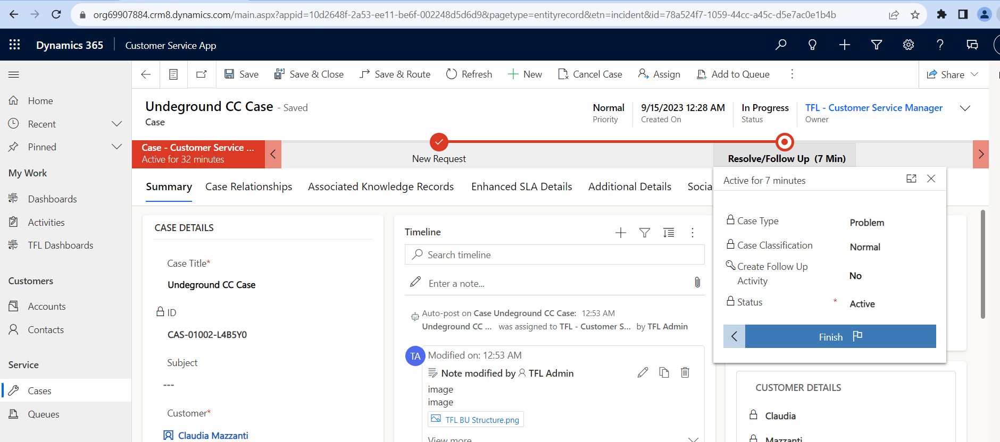 org69907884.crm8.dynamics.com/main.aspx?appid=10d2648f-2a53-ee11-be6f-002248d5d6d9&pagetype=entityrecord&etn=incident&id=78a524f7-1059-44cc-a45c-d5e7ac0e1b4b
Dynamics 365
Customer Service App
Save
Save & Close
Save & Route
Refresh
New
Cancel Case
Assign
Add to Queue
Share
Home
Recent
Pinned
My Work
Dashboards
Activities
TFL Dashboards
Customers
Accounts
Contacts
Service
Cases
Queues
Undeground CC Case - Saved
Case
Normal
Priority
9/15/2023 12:28 AM
Created On
In Progress
Status
TFL - Customer Service Manager
Owner
Case - Customer Service ...
Active for 32 minutes
New Request
Resolve/Follow Up (7 Min)
Summary
Case Relationships
Associated Knowledge Records
Enhanced SLA Details
Additional Details
Socia
CASE DETAILS
Case Title*
Undeground CC Case
ID
CAS-01002-L4B5Y0
Subject
---
Customer*
Claudia Mazzanti
Timeline
Search timeline
Enter a note...
Auto-post on Case Undeground CC Case: 12:53 AM
Undeground CC ... was assigned to TFL - Customer S... by TFL Admin
TA
Modified on: 12:53 AM
Note modified by TFL Admin
image
image
TFL BU Structure.png
View more
Active for 7 minutes
Case Type
Problem
Case Classification
Normal
Create Follow Up
Activity
No
Status *
Active
Finish
CUSTOMER DETAILS
Claudia
Mazzanti